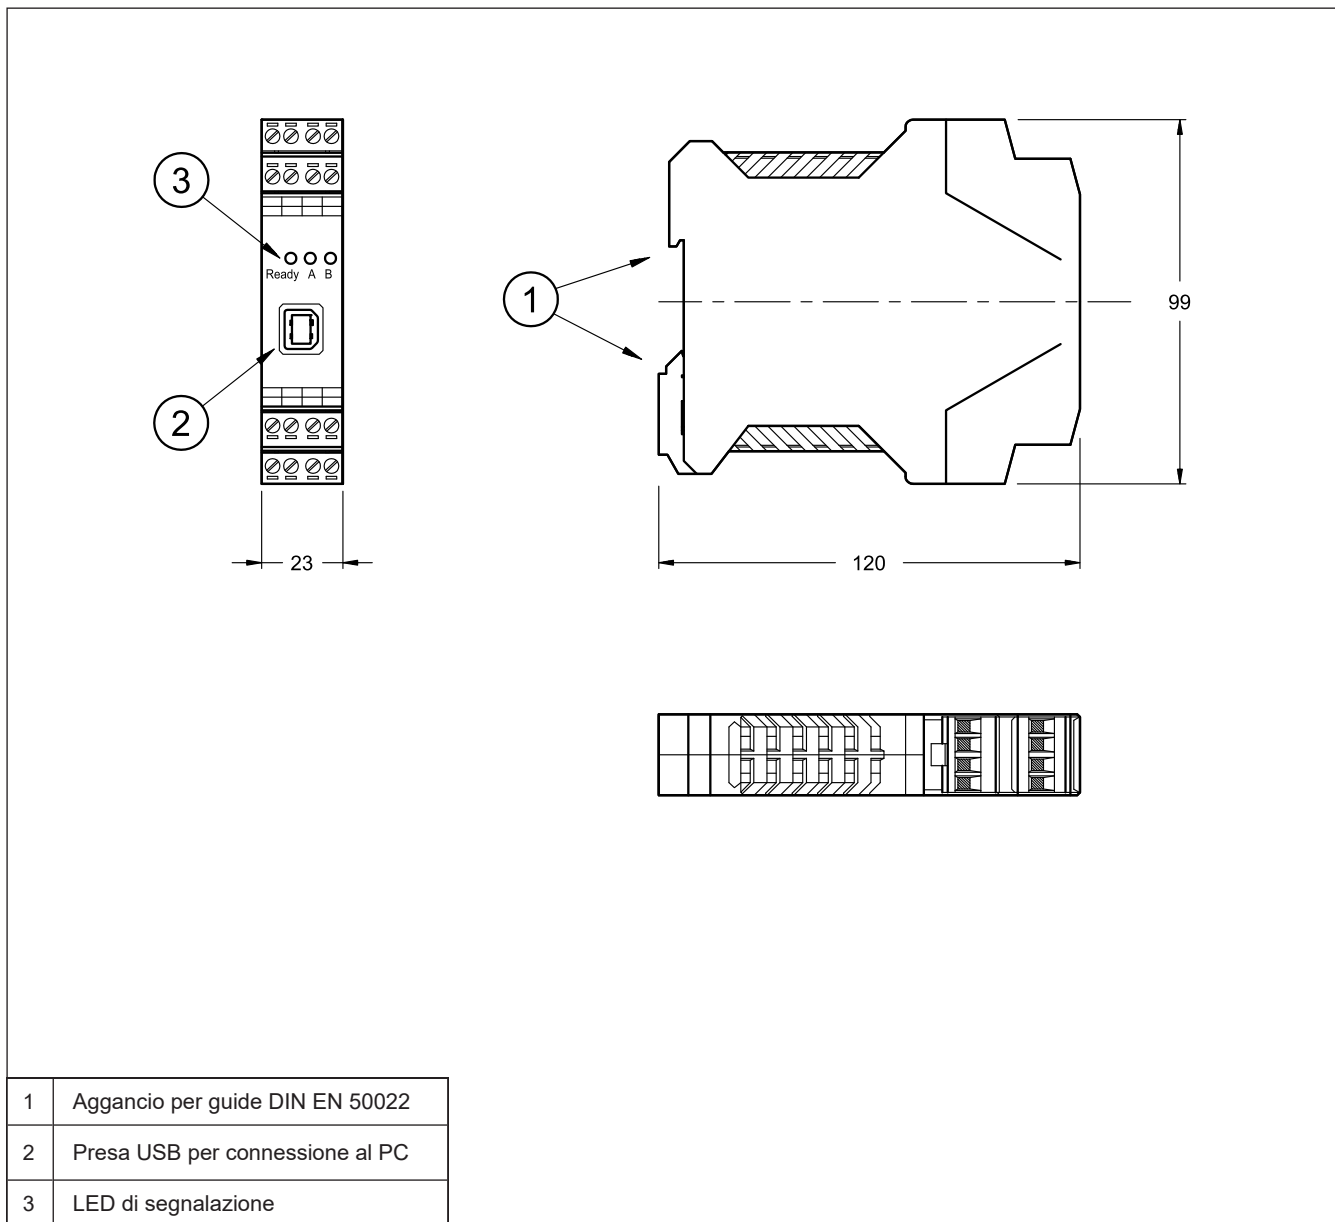 3
Ready A B
1
99
2
23
120
1 Aggancio per guide DIN EN 50022
2 Presa USB per connessione al PC
3 LED di segnalazione